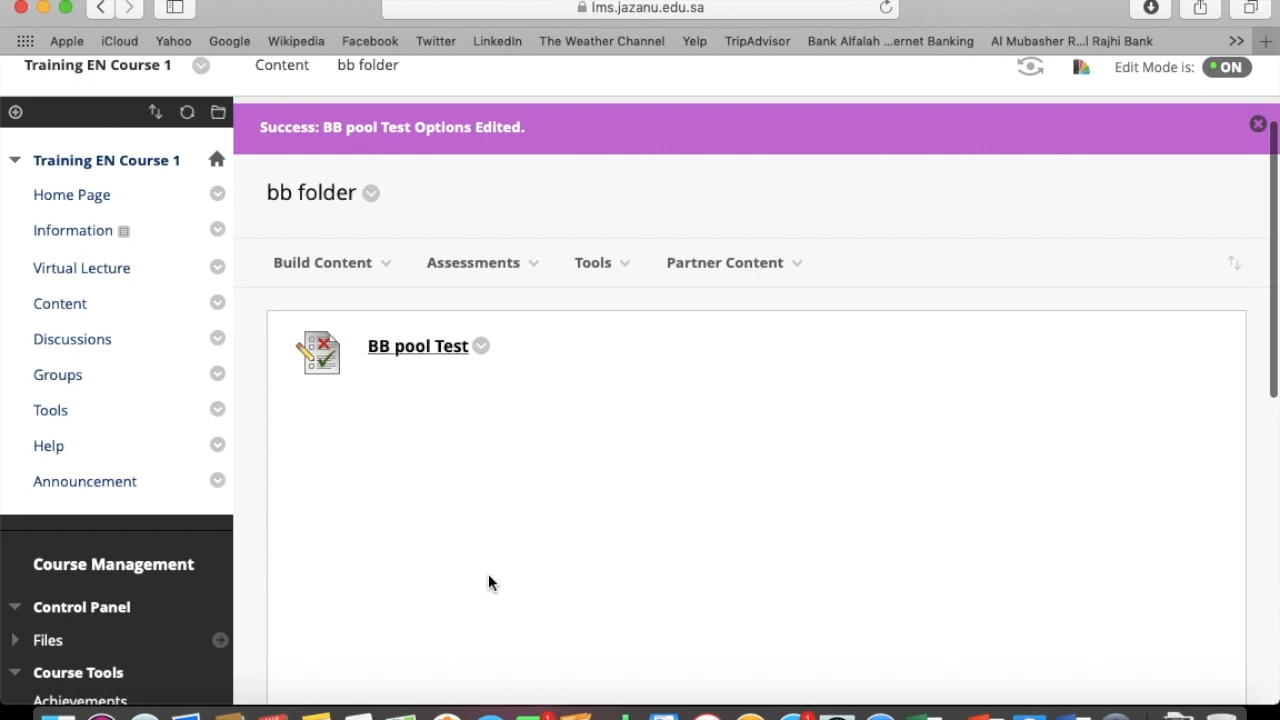 lms.jazanu.edu.sa
Apple iCloud Yahoo Google Wikipedia Facebook Twitter LinkedIn The Weather Channel Yelp TripAdvisor Bank Alfalah ...ernet Banking Al Mubasher R...l Rajhi Bank >>
Training EN Course 1 Content bb folder Edit Mode is: ON
Success: BB pool Test Options Edited.
Training EN Course 1
Home Page
Information
Virtual Lecture
Content
Discussions
Groups
Tools
Help
Announcement
Course Management
Control Panel
Files
Course Tools
Achievements
bb folder
Build Content Assessments Tools Partner Content
BB pool Test